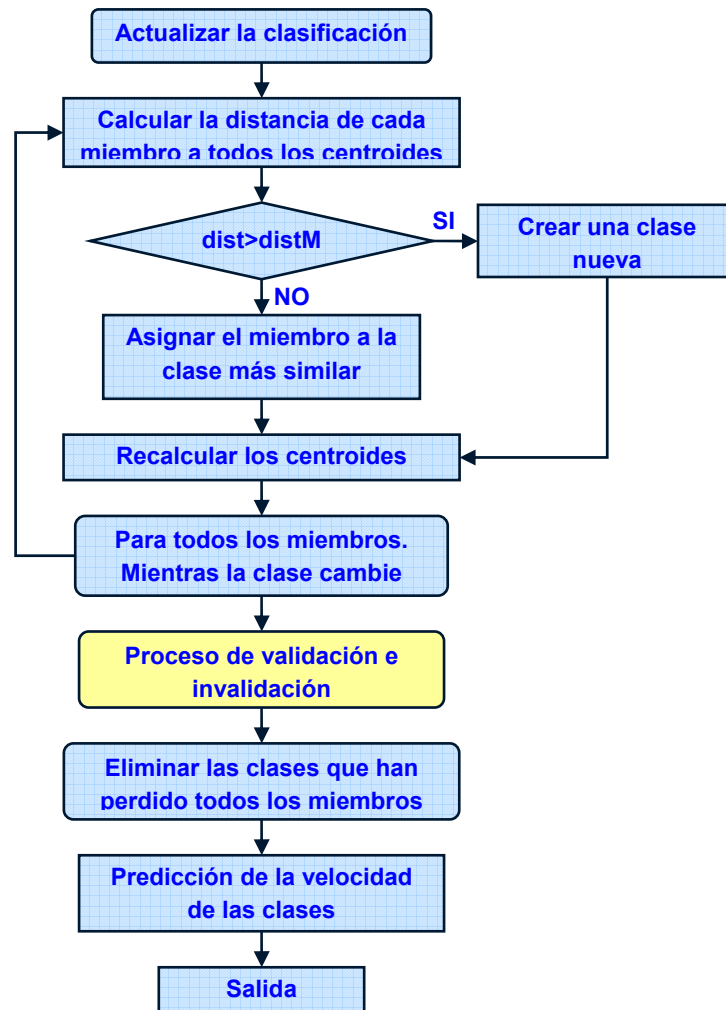 Actualizar la clasificación
Calcular la distancia de cada
miembro a todos los centroides
dist>distM
SI
Crear una clase
nueva
NO
Asignar el miembro a la
clase más similar
Recalcular los centroides
Para todos los miembros.
Mientras la clase cambie
Proceso de validación e
invalidación
Eliminar las clases que han
perdido todos los miembros
Predicción de la velocidad
de las clases
Salida